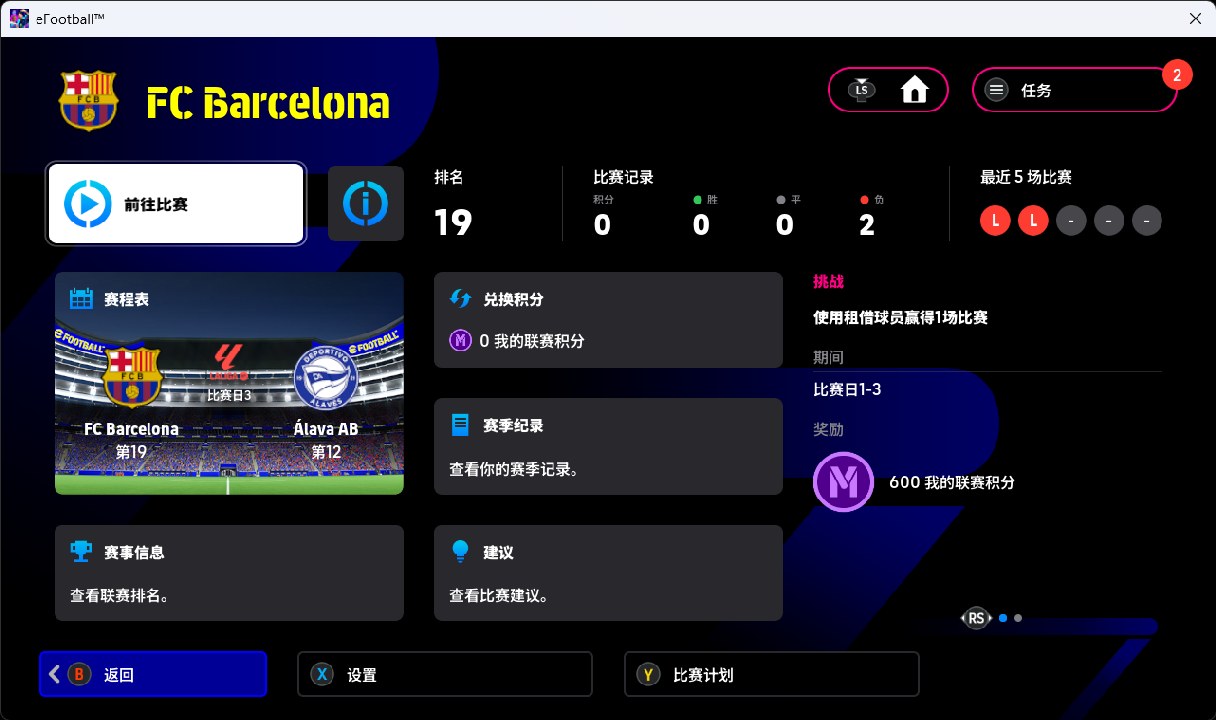 eFootball™
FC Barcelona
LS
任务
2
前往比赛
排名
19
比赛记录
积分
胜
平
负
0
0
0
2
最近 5 场比赛
L
L
-
-
-
赛程表
比赛日3
FC Barcelona
Álava AB
第19
第12
兑换积分
0 我的联赛积分
赛季纪录
查看你的赛季记录。
挑战
使用租借球员赢得1场比赛
期间
比赛日1-3
奖励
600 我的联赛积分
赛事信息
查看联赛排名。
建议
查看比赛建议。
RS
B 返回
X 设置
Y 比赛计划